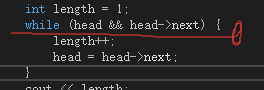 int length = 1;
while (head && head->next) {
length++;
head = head->next;
}
cout << length;